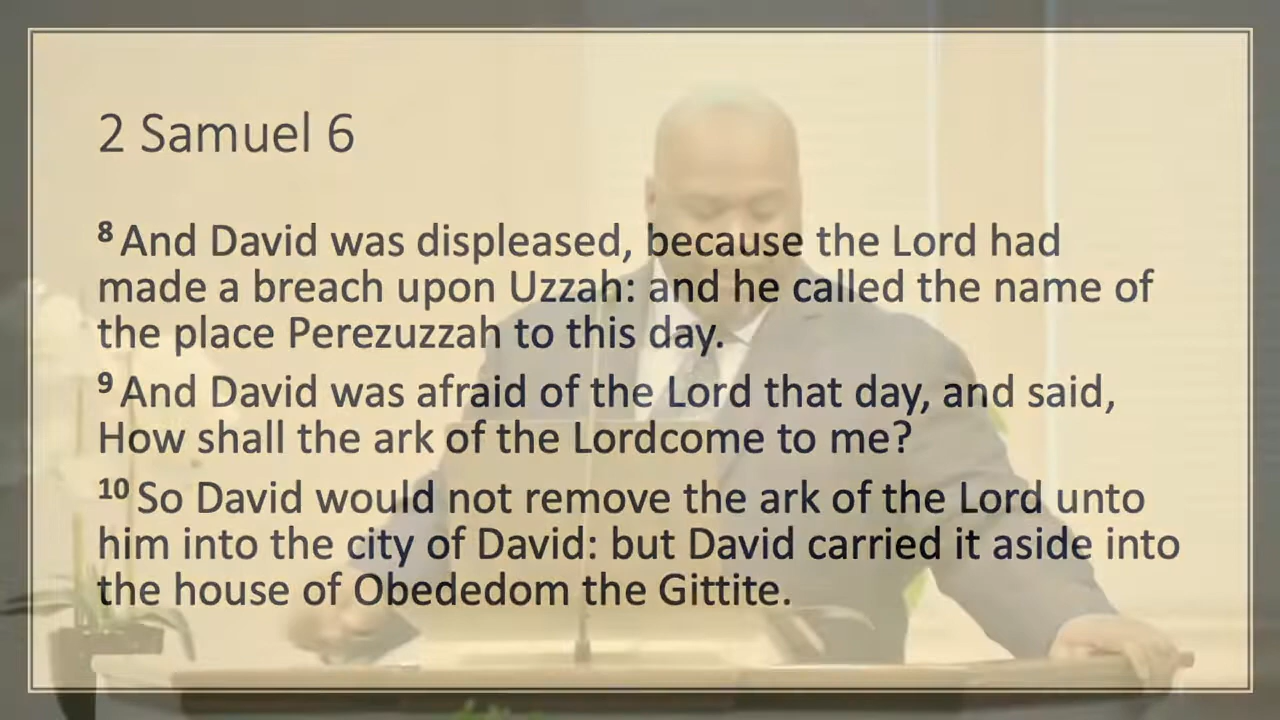 2 Samuel 6
8 And David was displeased, because the Lord had
made a breach upon Uzzah: and he called the name of
the place Perezuzzah to this day.
9 And David was afraid of the Lord that day, and said,
How shall the ark of the Lordcome to me?
10 So David would not remove the ark of the Lord unto
him into the city of David: but David carried it aside into
the house of Obededom the Gittite.